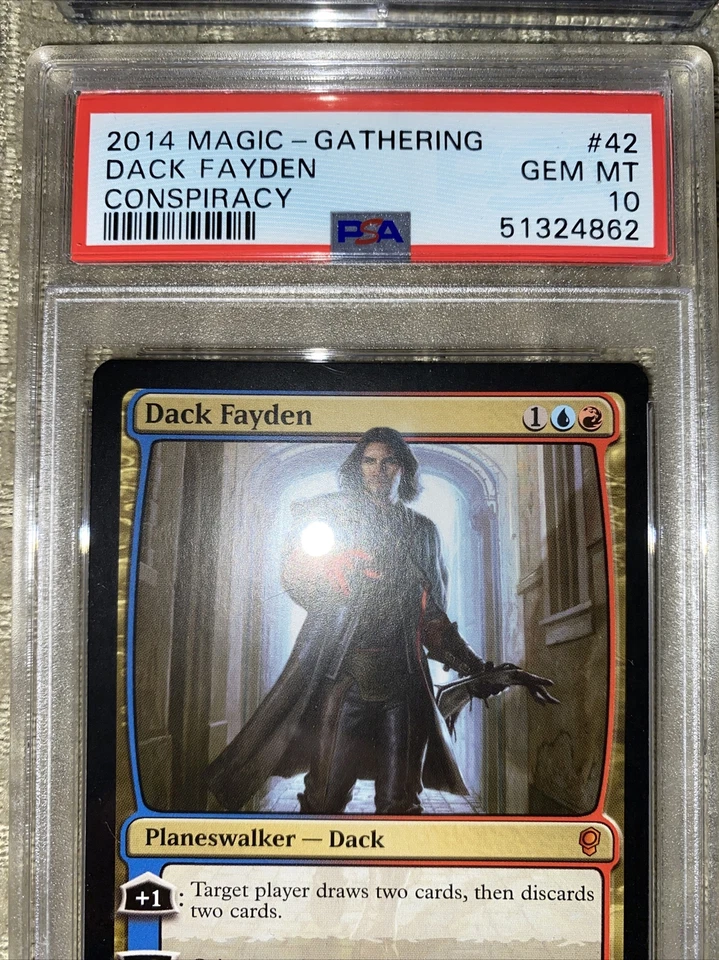 2014 MAGIC – GATHERING #42
DACK FAYDEN GEM MT
CONSPIRACY 10
PSA 51324862
Dack Fayden 1
Planeswalker — Dack
+1: Target player draws two cards, then discards
two cards.